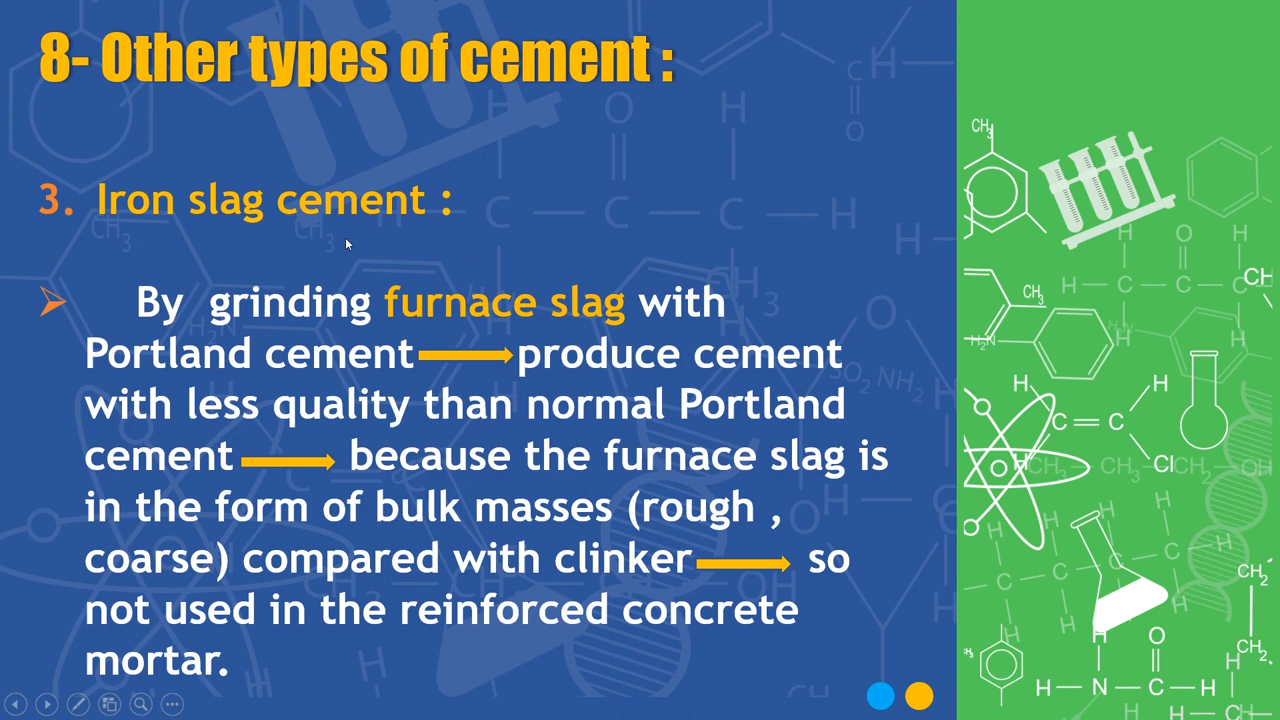 8- Other types of cement :
3. Iron slag cement :
By grinding furnace slag with
Portland cement produce cement
with less quality than normal Portland
cement because the furnace slag is
in the form of bulk masses (rough ,
coarse) compared with clinker so
not used in the reinforced concrete
mortar.